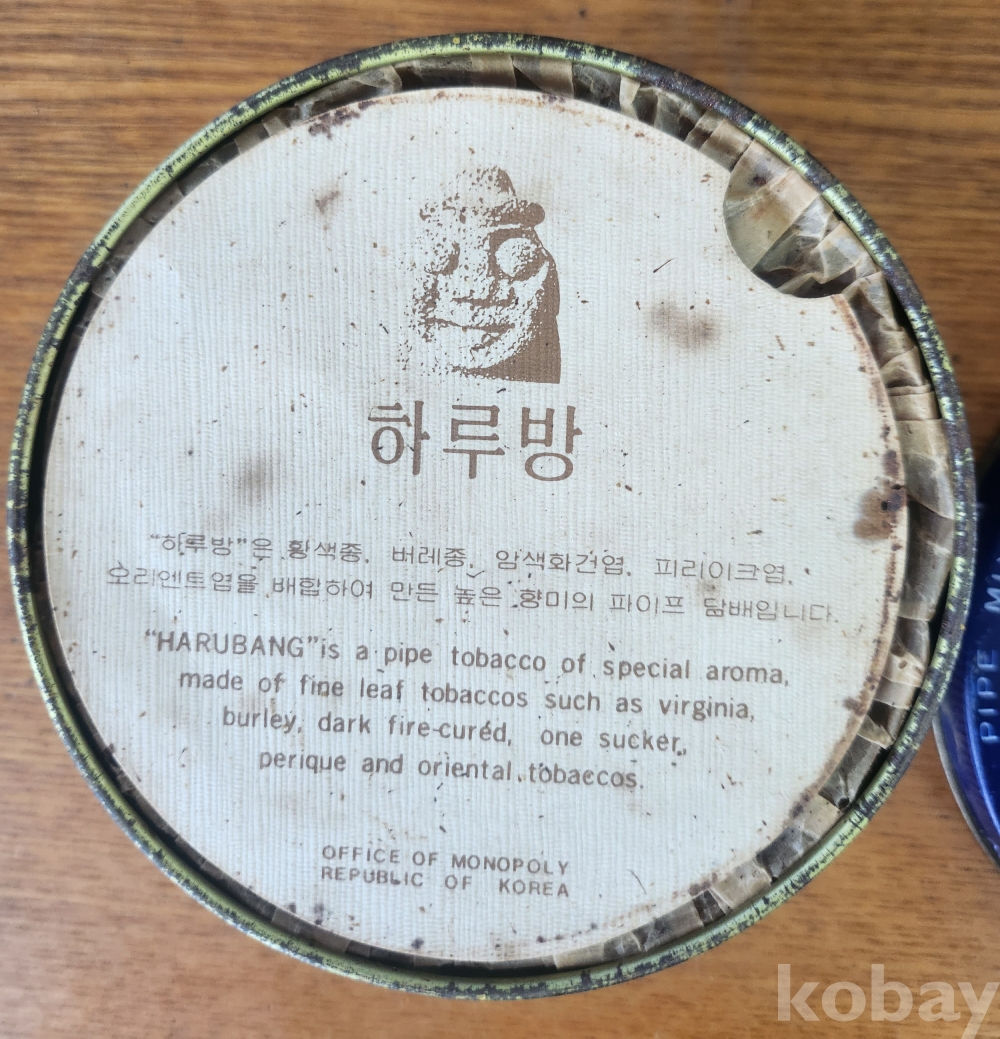 하루방
“하루방”은 황색종, 버레종, 암색화건엽, 피리이크엽,
오리엔트엽을 배합하여 만든 높은 향미의 파이프 담배입니다.
“HARUBANG” is a pipe tobacco of special aroma,
made of fine leaf tobaccos such as virginia,
burley, dark fire-cured, one sucker,
perique and oriental tobaccos.
OFFICE OF MONOPOLY
REPUBLIC OF KOREA
PIPE
kobay